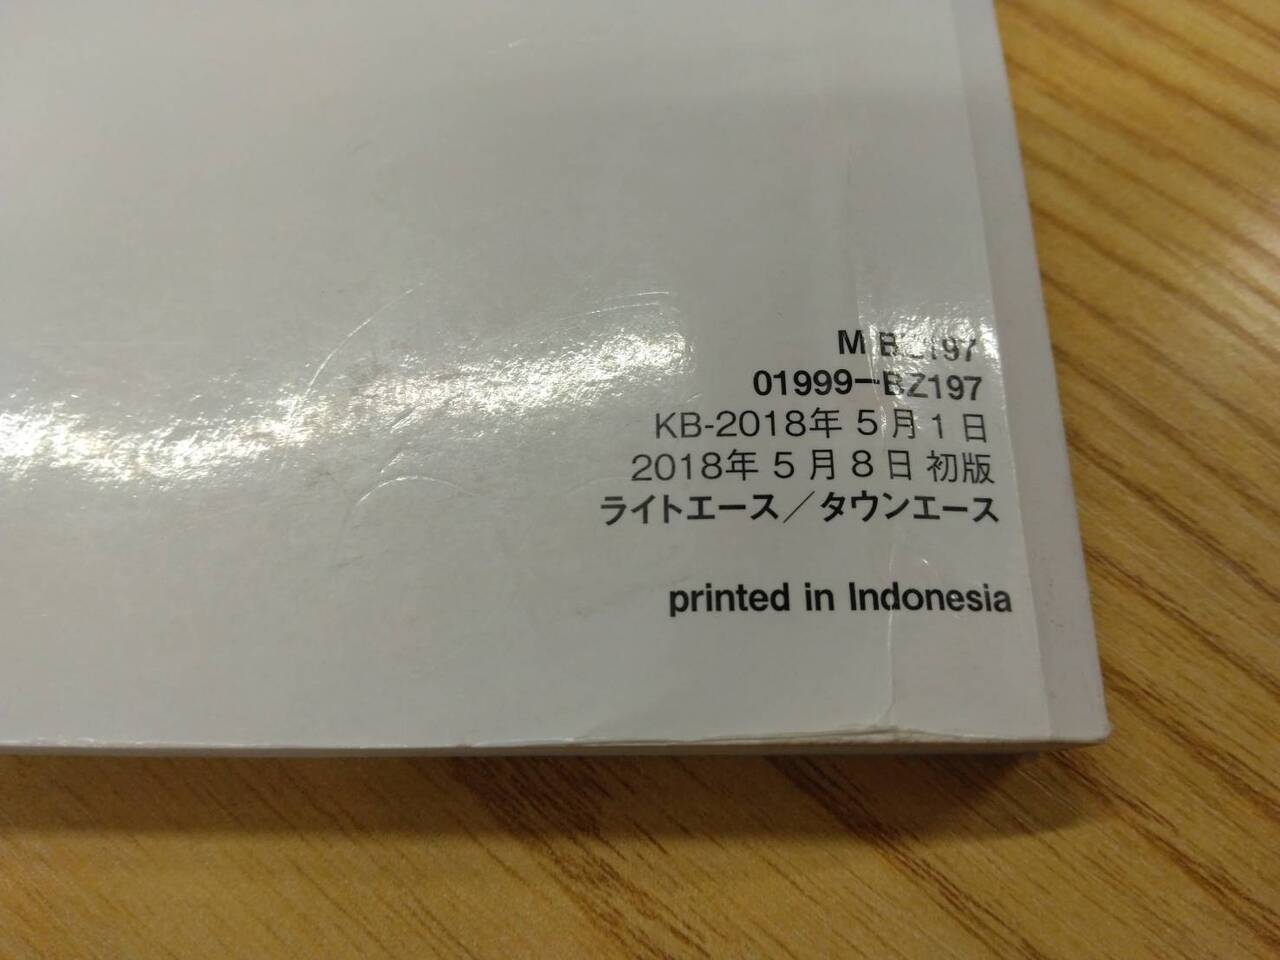 M BZ197
01999-BZ197
KB-2018年５月１日
2018年５月８日 初版
ライトエース／タウンエース
printed in Indonesia